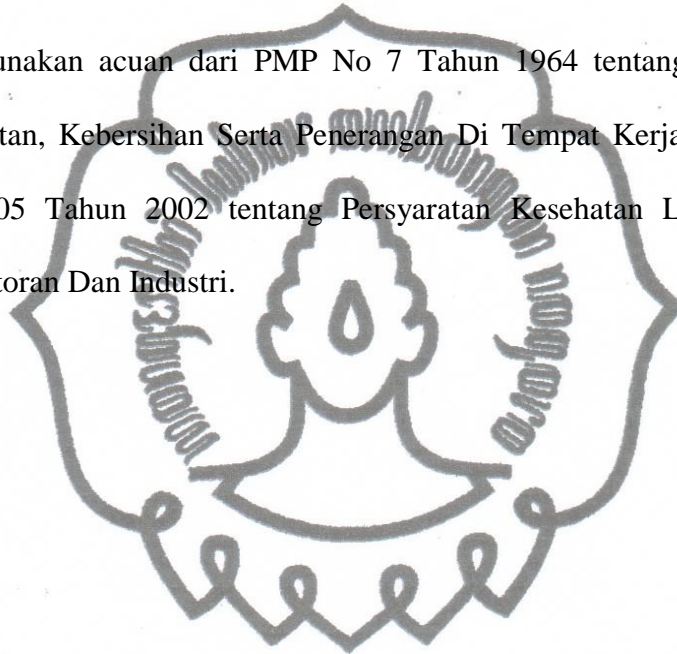 unakan acuan dari PMP No 7 Tahun 1964 tentang
tan, Kebersihan Serta Penerangan Di Tempat Kerja
05 Tahun 2002 tentang Persyaratan Kesehatan L
toran Dan Industri.